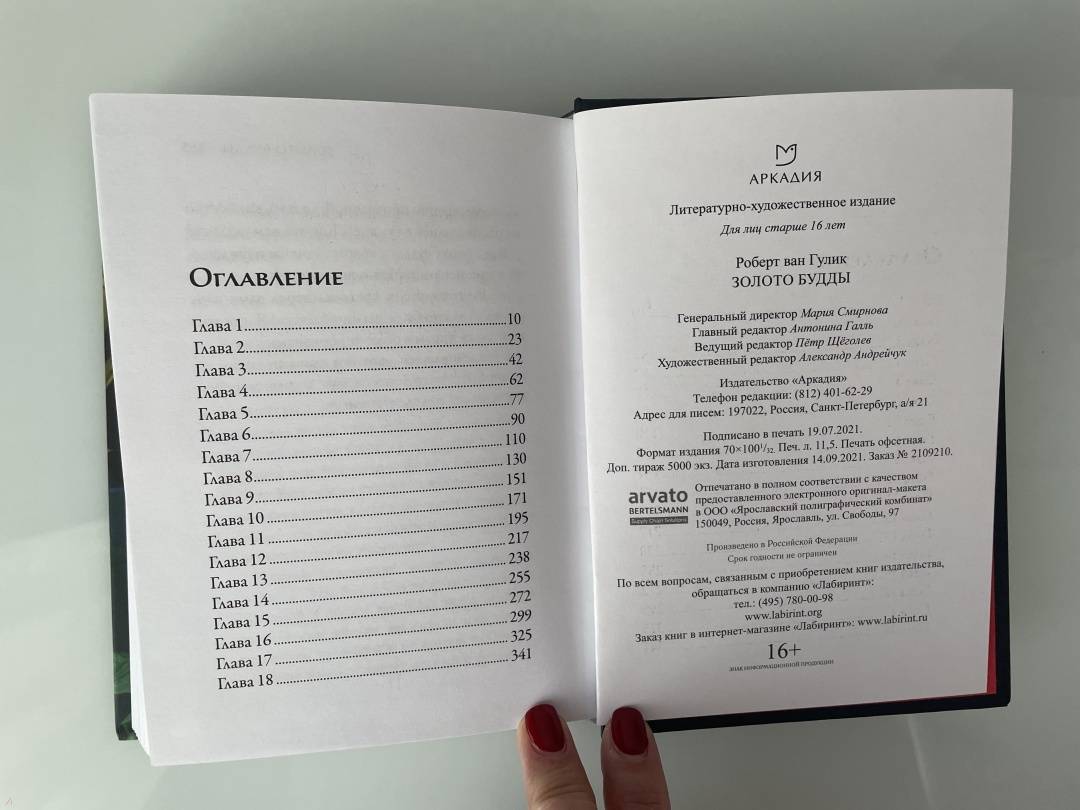 Оглавление
Глава 1 10
Глава 2 23
Глава 3 42
Глава 4 62
Глава 5 77
Глава 6 90
Глава 7 110
Глава 8 130
Глава 9 151
Глава 10 171
Глава 11 195
Глава 12 217
Глава 13 238
Глава 14 255
Глава 15 272
Глава 16 299
Глава 17 325
Глава 18 341
АРКАДИЯ
Литературно-художественное издание
Для лиц старше 16 лет
Роберт ван Гулик
ЗОЛОТО БУДДЫ
Генеральный директор Мария Смирнова
Главный редактор Антонина Галль
Ведущий редактор Пётр Щёголев
Художественный редактор Александр Андрейчук
Издательство «Аркадия»
Телефон редакции: (812) 401-62-29
Адрес для писем: 197022, Россия, Санкт-Петербург, а/я 21
Подписано в печать 19.07.2021.
Формат издания 70×100¹/₃₂. Печ. л. 11,5. Печать офсетная.
Доп. тираж 5000 экз. Дата изготовления 14.09.2021. Заказ № 2109210.
arvato
BERTELSMANN
Supply Chain Solutions
Отпечатано в полном соответствии с качеством
предоставленного электронного оригинал-макета
в ООО «Ярославский полиграфический комбинат»
150049, Россия, Ярославль, ул. Свободы, 97
Произведено в Российской Федерации
Срок годности не ограничен
По всем вопросам, связанным с приобретением книг издательства,
обращаться в компанию «Лабиринт»:
тел.: (495) 780-00-98
www.labirint.org
Заказ книг в интернет-магазине «Лабиринт»: www.labirint.ru
16+
ЗНАК ИНФОРМАЦИОННОЙ ПРОДУКЦИИ